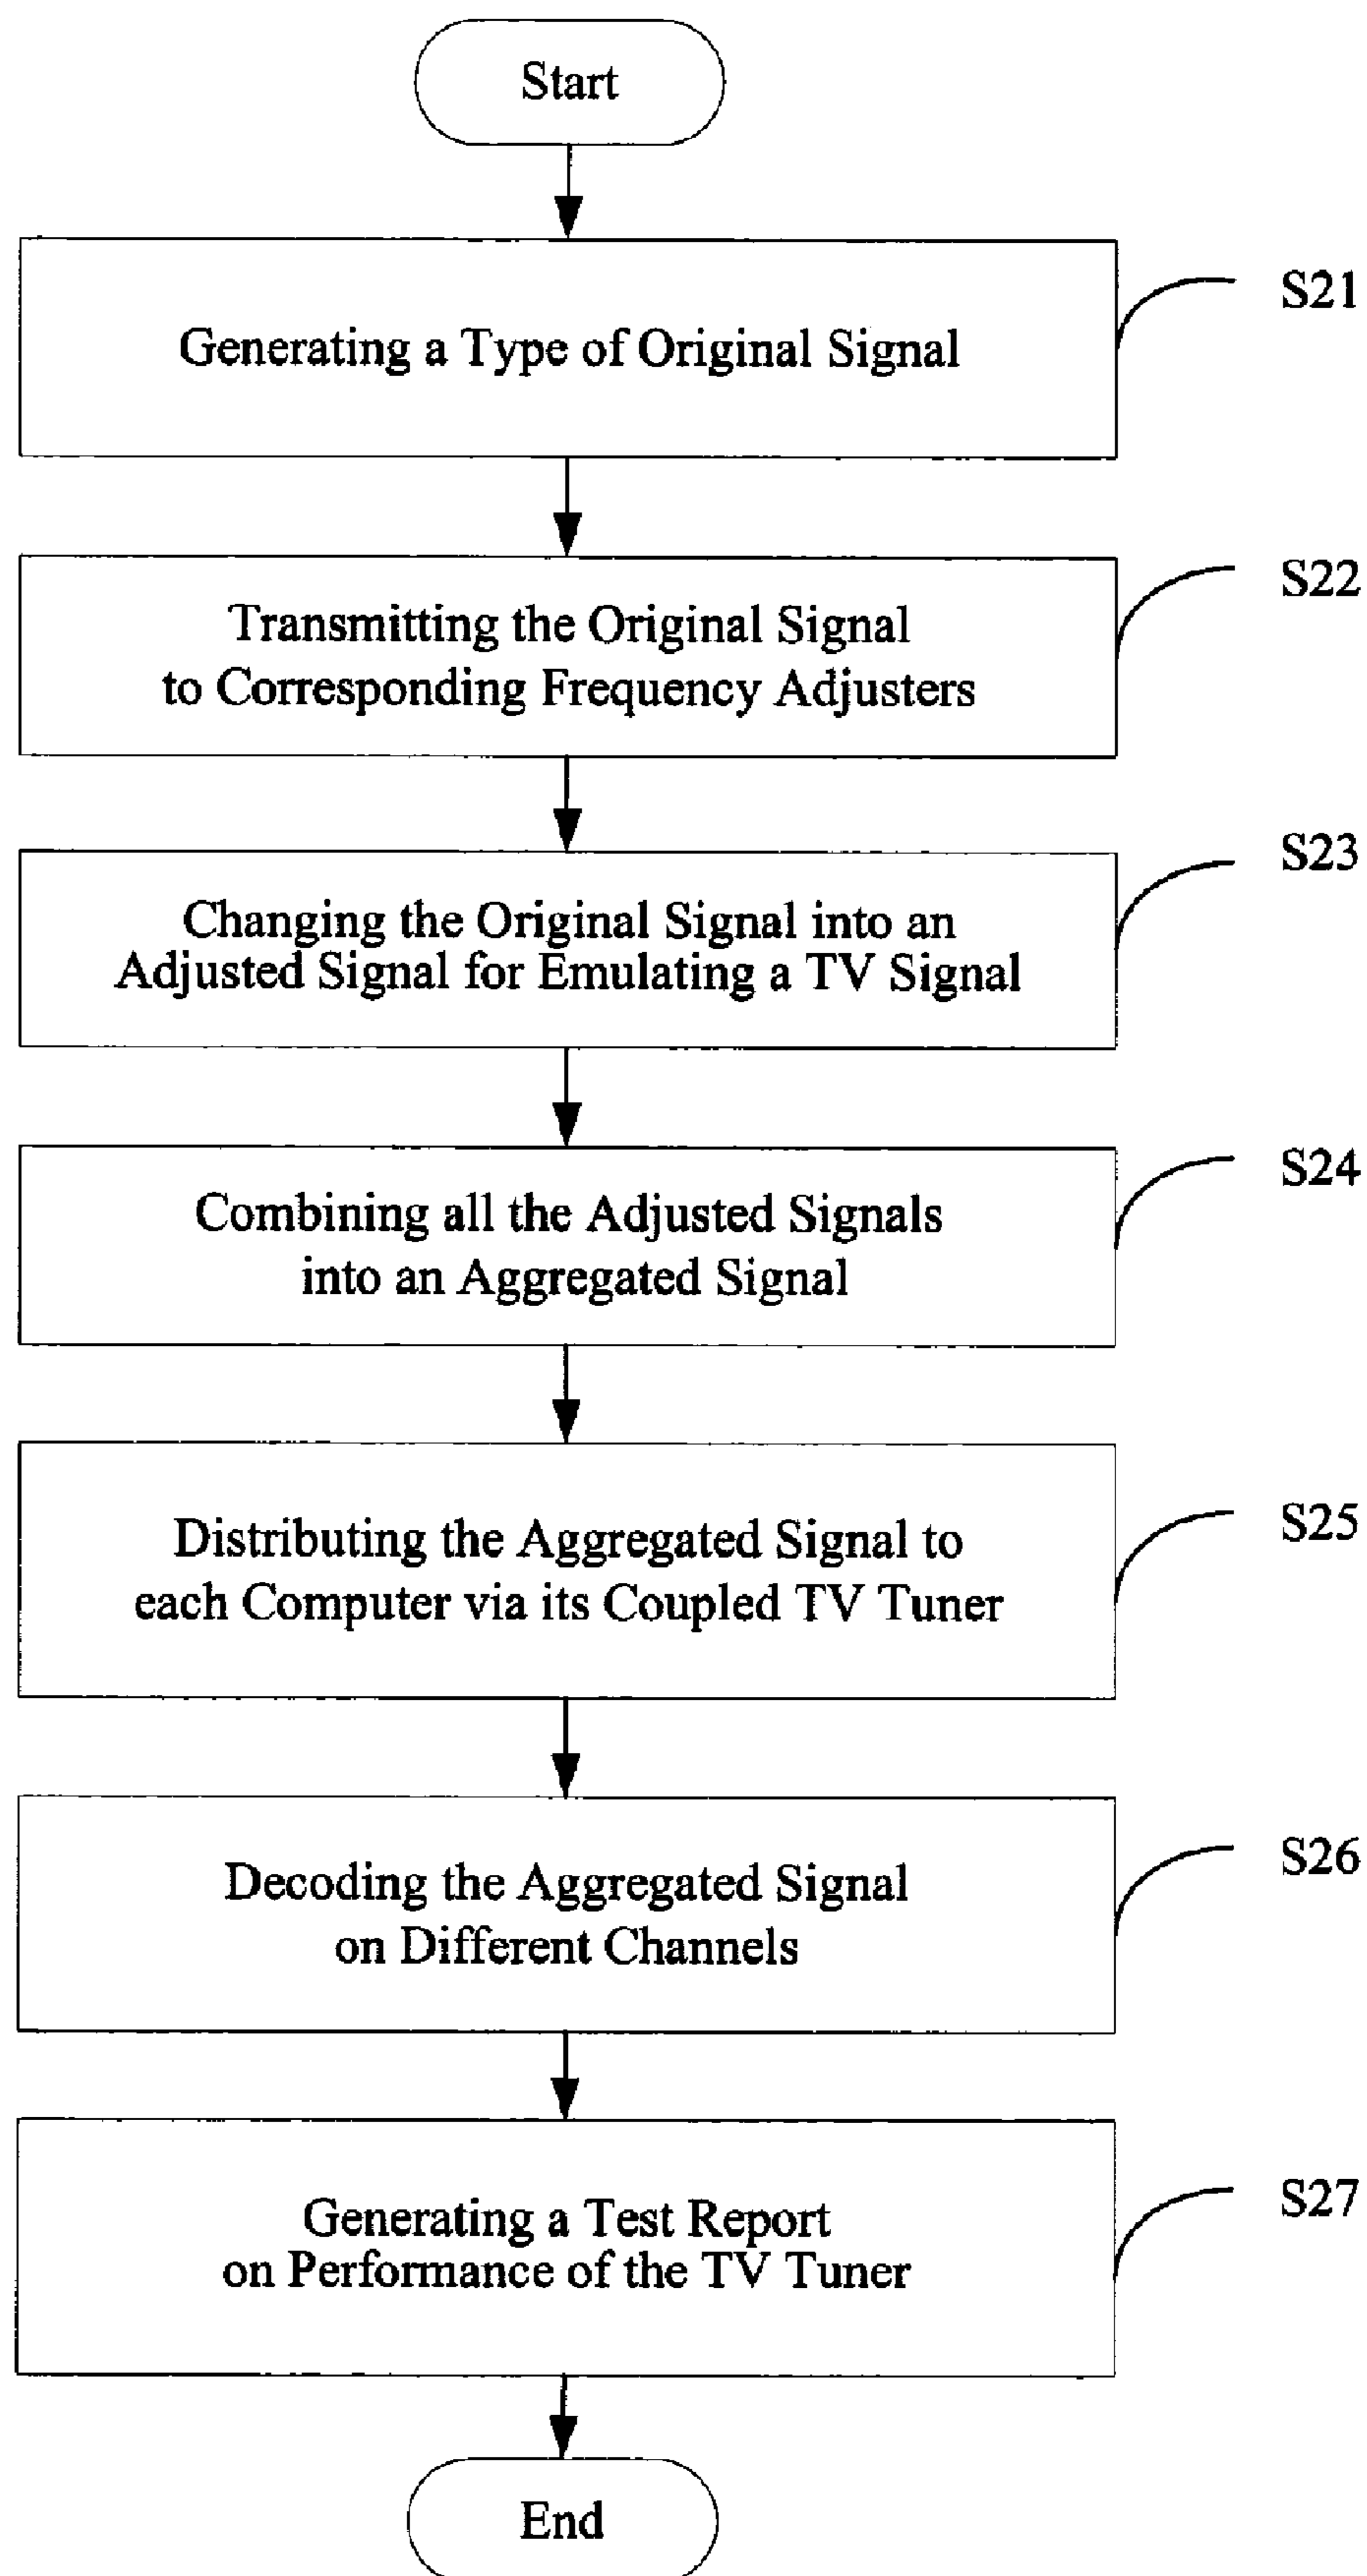 Start
Generating a Type of Original Signal
S21
Transmitting the Original Signal
to Corresponding Frequency Adjusters
S22
Changing the Original Signal into an
Adjusted Signal for Emulating a TV Signal
S23
Combining all the Adjusted Signals
into an Aggregated Signal
S24
Distributing the Aggregated Signal to
each Computer via its Coupled TV Tuner
S25
Decoding the Aggregated Signal
on Different Channels
S26
Generating a Test Report
on Performance of the TV Tuner
S27
End